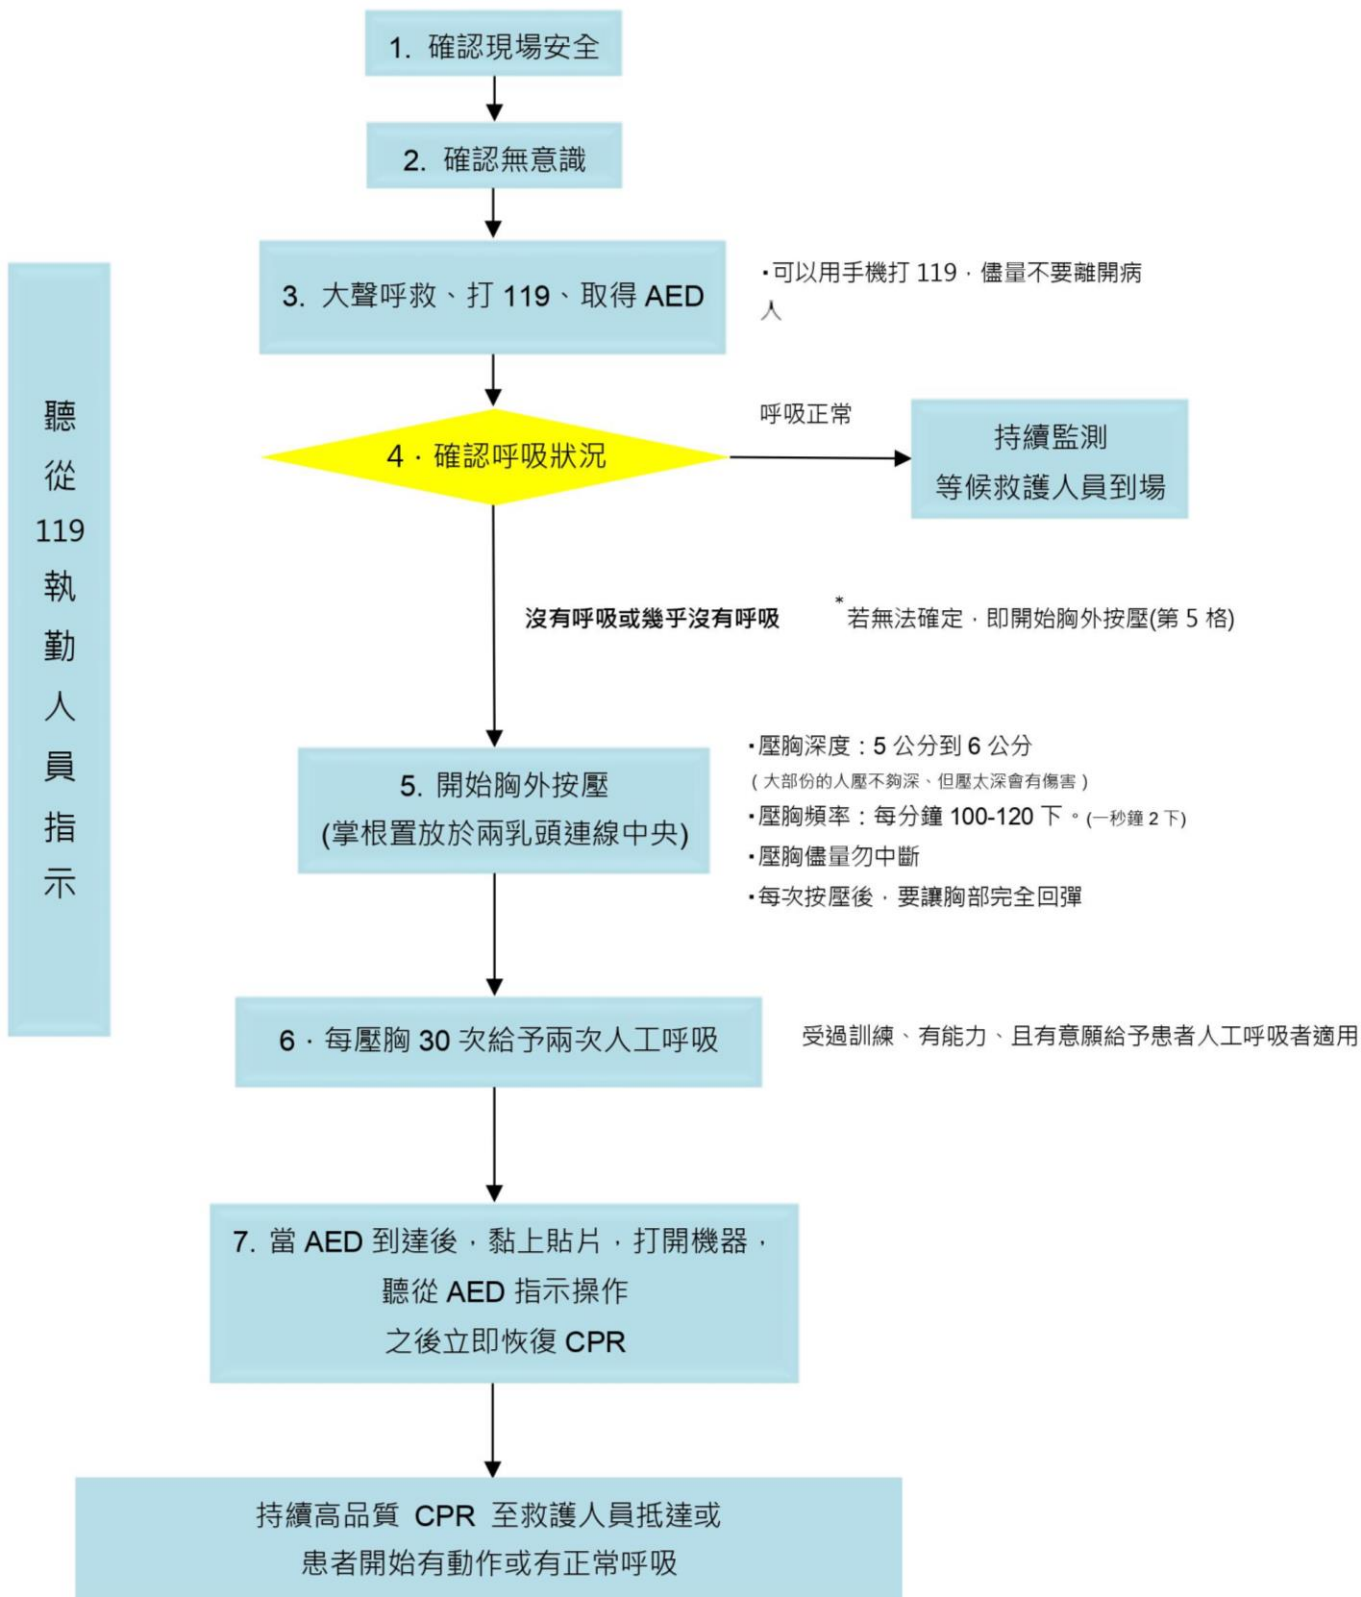 1. 確認現場安全
2. 確認無意識
3. 大聲呼救、打 119、取得 AED
•可以用手機打 119，儘量不要離開病
人
4．確認呼吸狀況
呼吸正常
持續監測
等候救護人員到場
聽
從
119
執
勤
人
員
指
示
沒有呼吸或幾乎沒有呼吸
*若無法確定，即開始胸外按壓(第 5 格)
5. 開始胸外按壓
(掌根置放於兩乳頭連線中央)
•壓胸深度：5 公分到 6 公分
(大部份的人壓不夠深、但壓太深會有傷害)
•壓胸頻率：每分鐘 100-120 下。(一秒鐘 2 下)
•壓胸儘量勿中斷
•每次按壓後，要讓胸部完全回彈
6．每壓胸 30 次給予兩次人工呼吸
受過訓練、有能力、且有意願給予患者人工呼吸者適用
7. 當 AED 到達後，黏上貼片，打開機器，
聽從 AED 指示操作
之後立即恢復 CPR
持續高品質 CPR 至救護人員抵達或
患者開始有動作或有正常呼吸